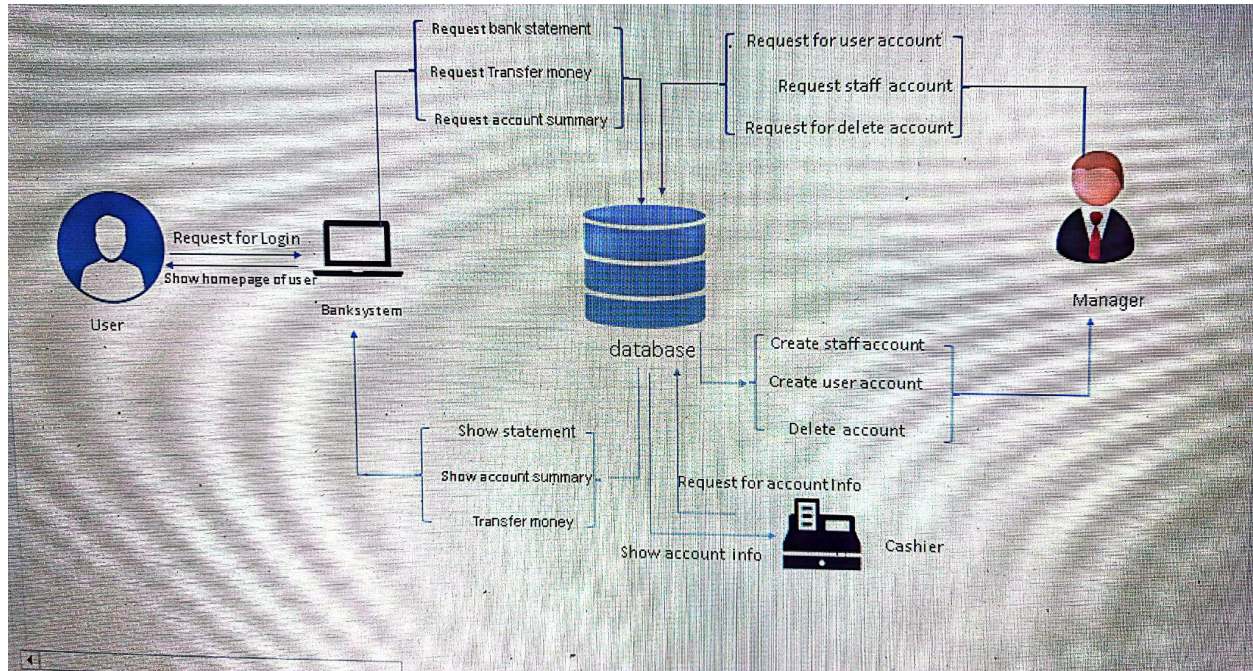 Request bank statement
Request Transfer money
Request account summary
Request for user account
Request staff account
Request for delete account
Request for Login
Show homepage of user
User
Banksystem
database
Manager
Create staff account
Create user account
Delete account
Show statement
Show account summary
Transfer money
Request for account Info
Show account info
Cashier